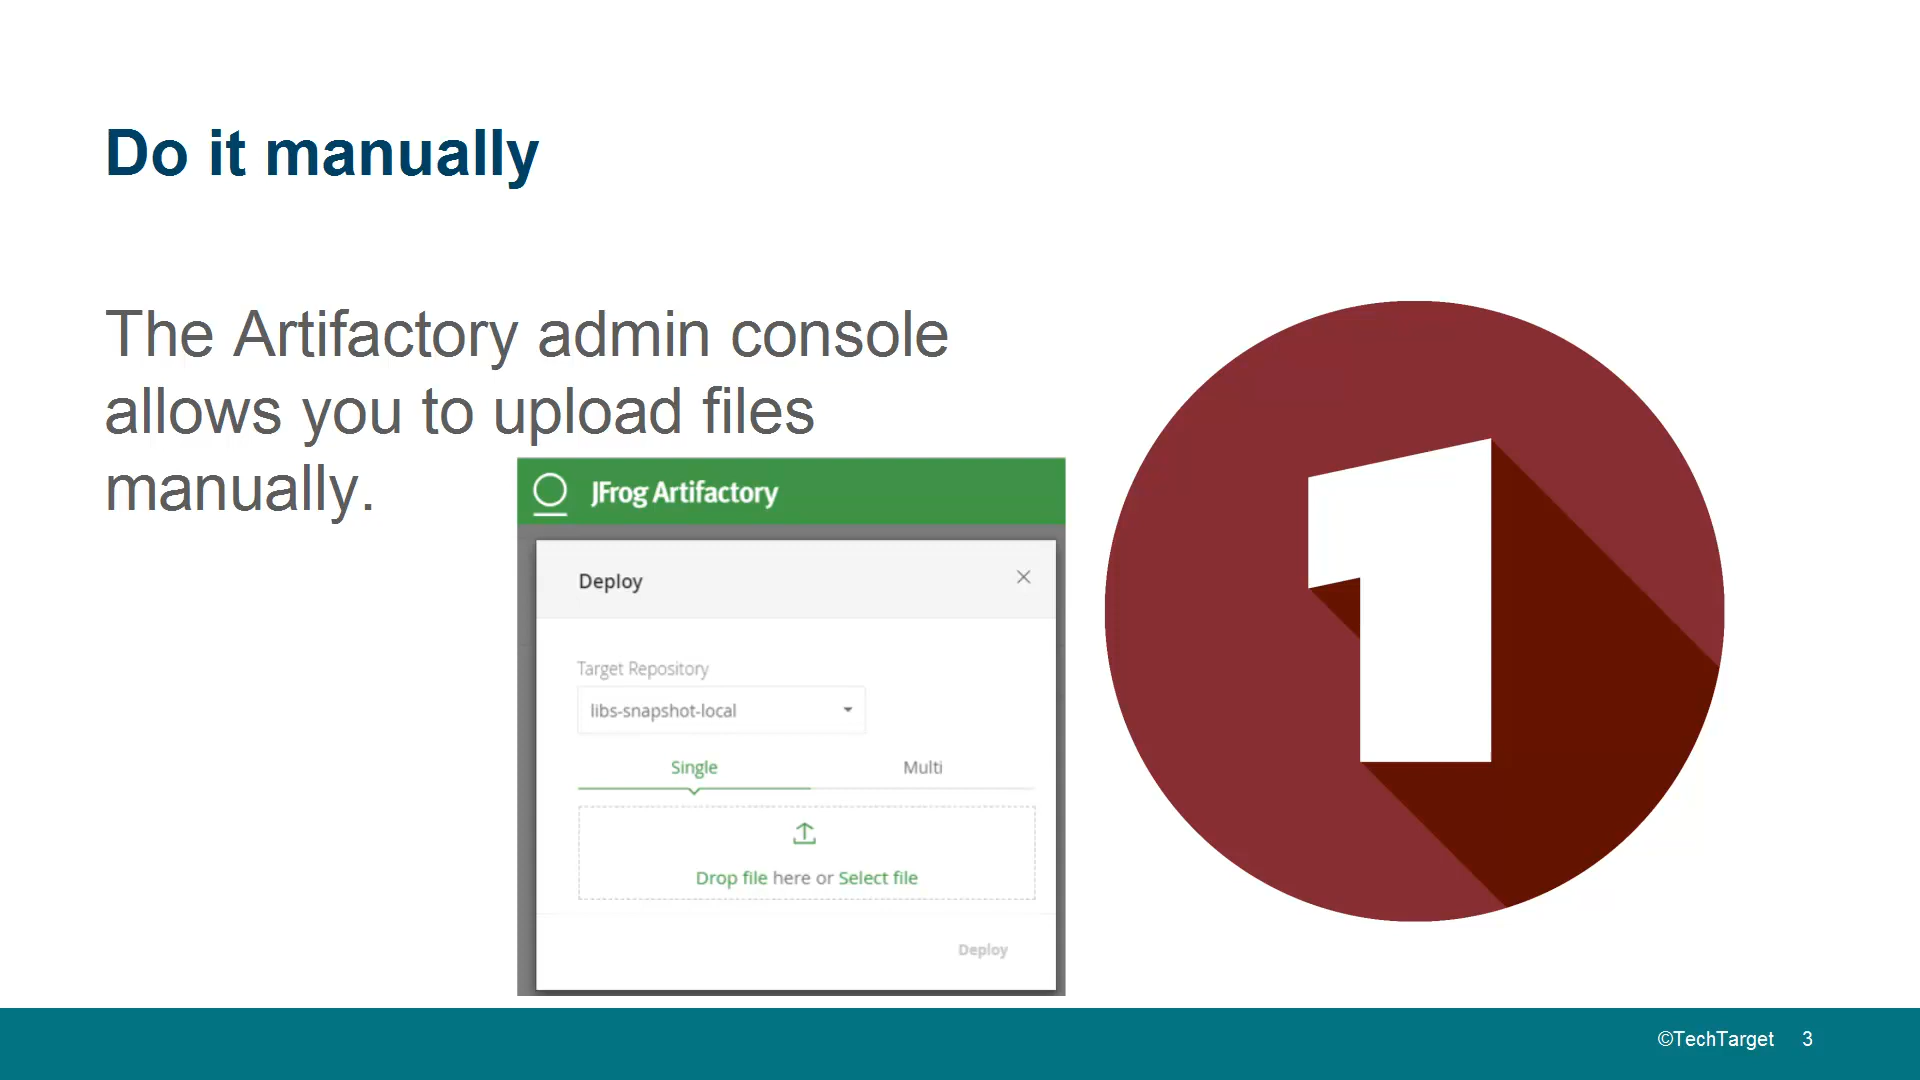 Do it manually
The Artifactory admin console
allows you to upload files
manually.
JFrog Artifactory
Deploy
Target Repository
libs-snapshot-local
Single Multi
Drop file here or Select file
Deploy
1
©TechTarget 3